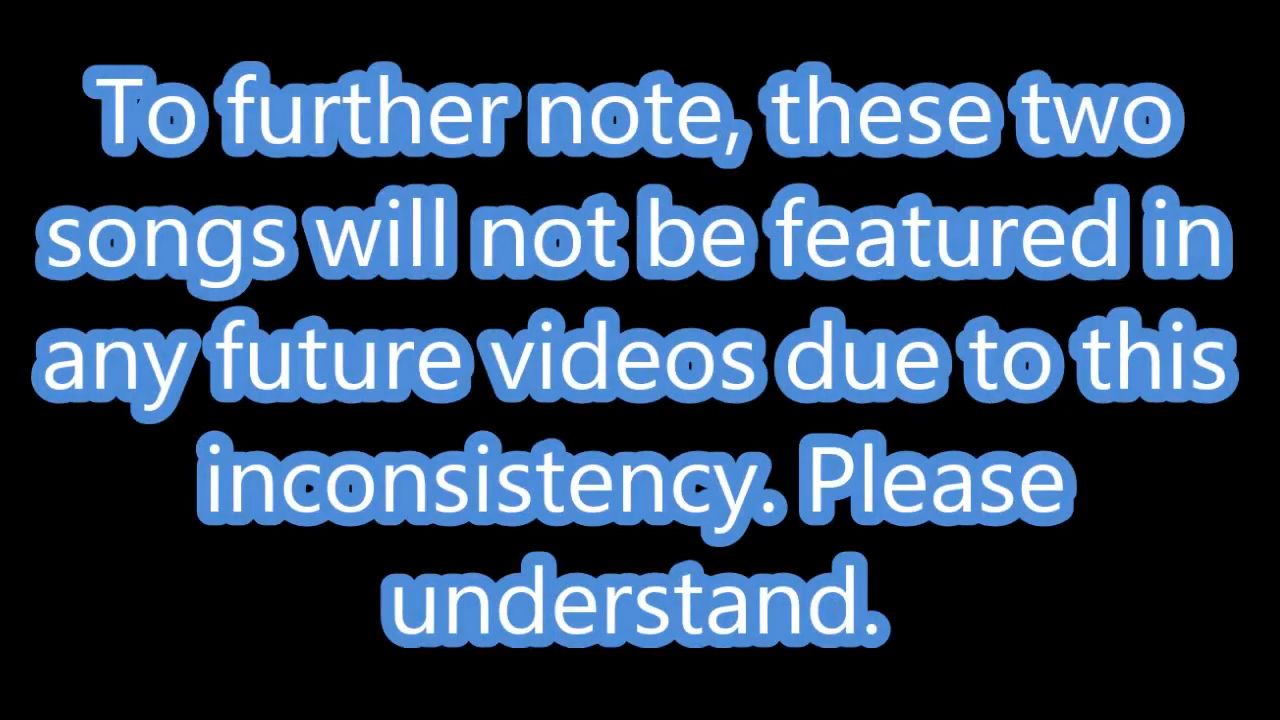 To further note, these two
songs will not be featured in
any future videos due to this
inconsistency. Please
understand.